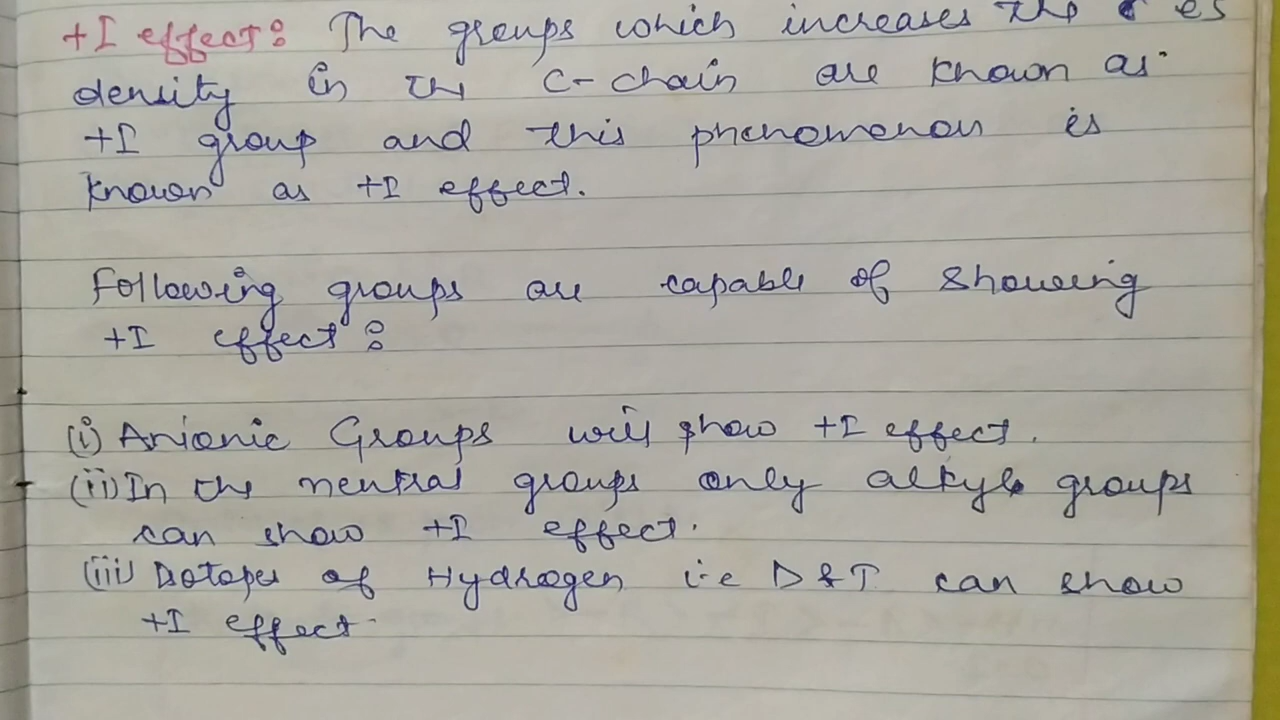 +I effect: The groups which increases the es
density in the C-chain are known as
+I group and this phenomenon is
known as +I effect.
Following groups are capable of showing
+I effect:
(i) Anionic Groups will show +I effect.
(ii) In the neutral groups only alkyl groups
can show +I effect.
(iii) Isotopes of Hydrogen i.e D & T can show
+I effect.